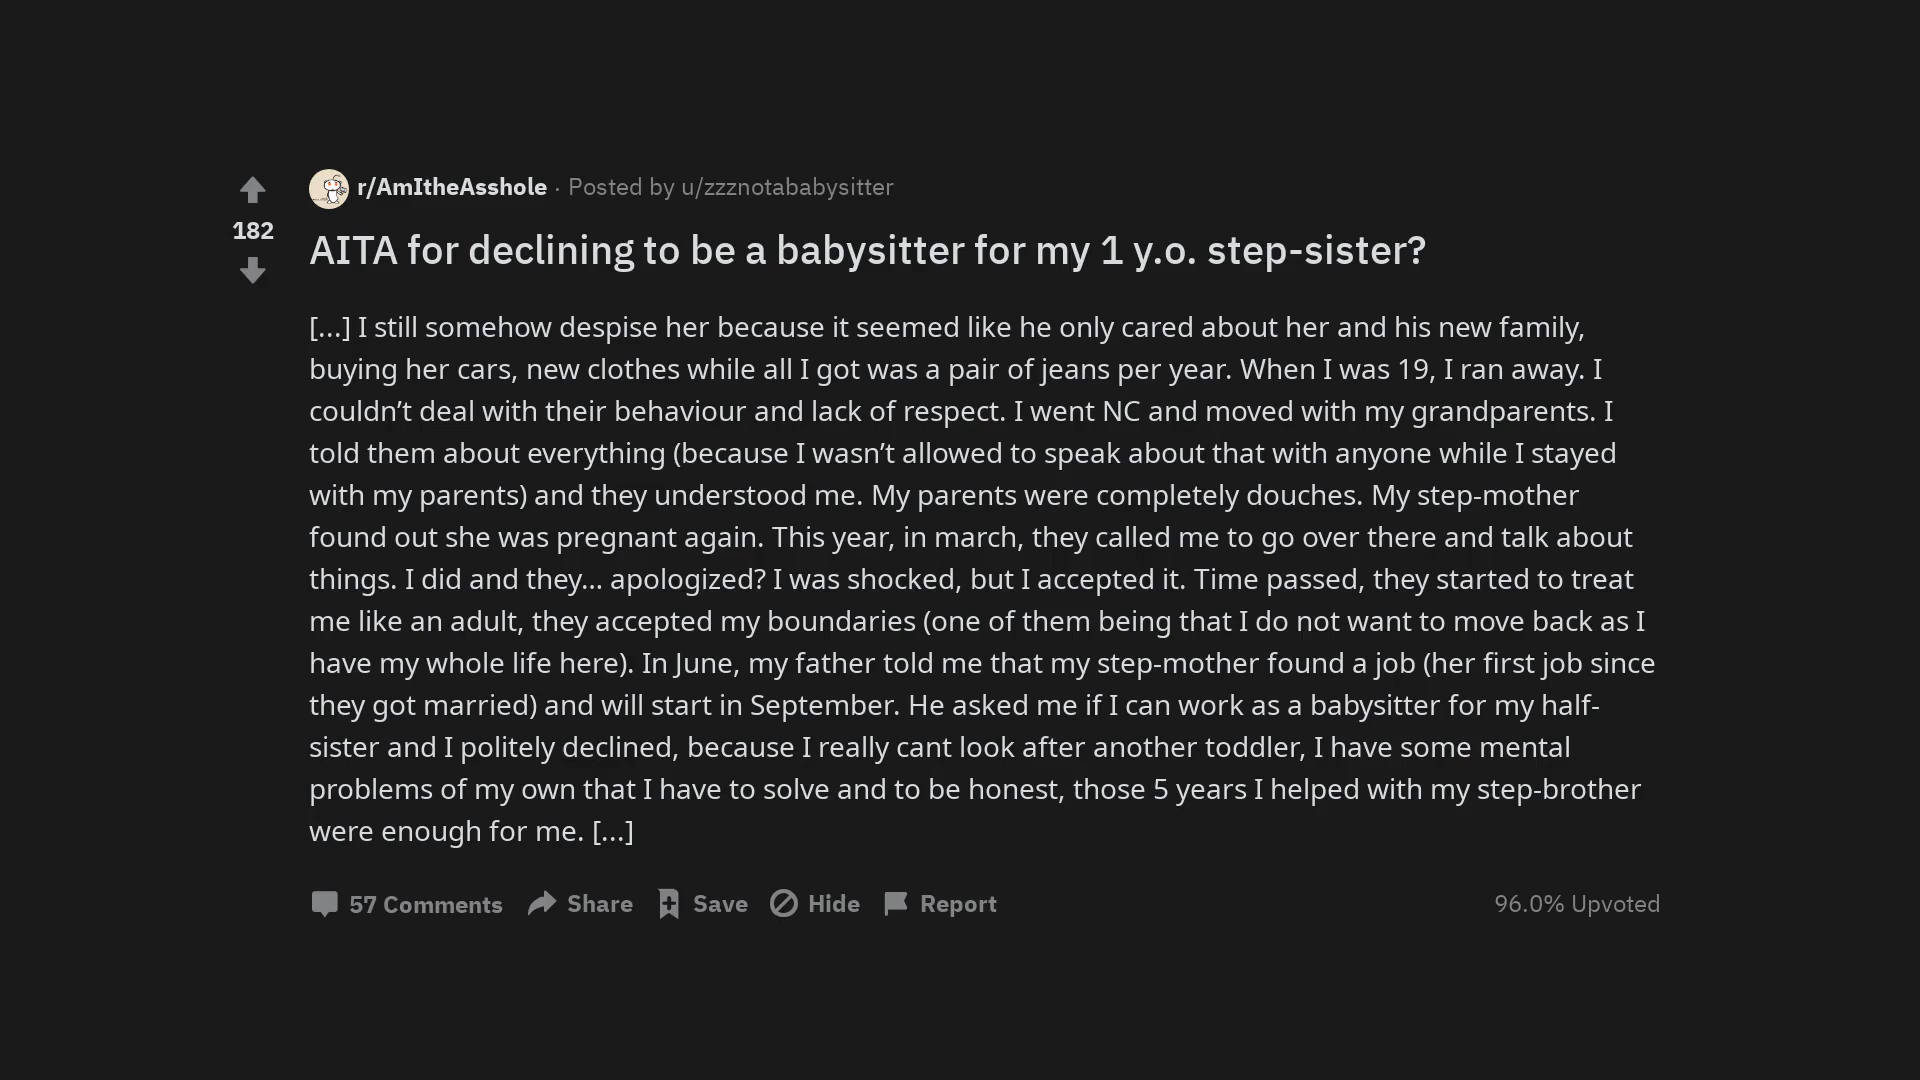 r/AmItheAsshole · Posted by u/zzznotababysitter
182
AITA for declining to be a babysitter for my 1 y.o. step-sister?
[...] I still somehow despise her because it seemed like he only cared about her and his new family,
buying her cars, new clothes while all I got was a pair of jeans per year. When I was 19, I ran away. I
couldn’t deal with their behaviour and lack of respect. I went NC and moved with my grandparents. I
told them about everything (because I wasn’t allowed to speak about that with anyone while I stayed
with my parents) and they understood me. My parents were completely douches. My step-mother
found out she was pregnant again. This year, in march, they called me to go over there and talk about
things. I did and they... apologized? I was shocked, but I accepted it. Time passed, they started to treat
me like an adult, they accepted my boundaries (one of them being that I do not want to move back as I
have my whole life here). In June, my father told me that my step-mother found a job (her first job since
they got married) and will start in September. He asked me if I can work as a babysitter for my half-
sister and I politely declined, because I really cant look after another toddler, I have some mental
problems of my own that I have to solve and to be honest, those 5 years I helped with my step-brother
were enough for me. [...]
57 Comments Share Save Hide Report 96.0% Upvoted